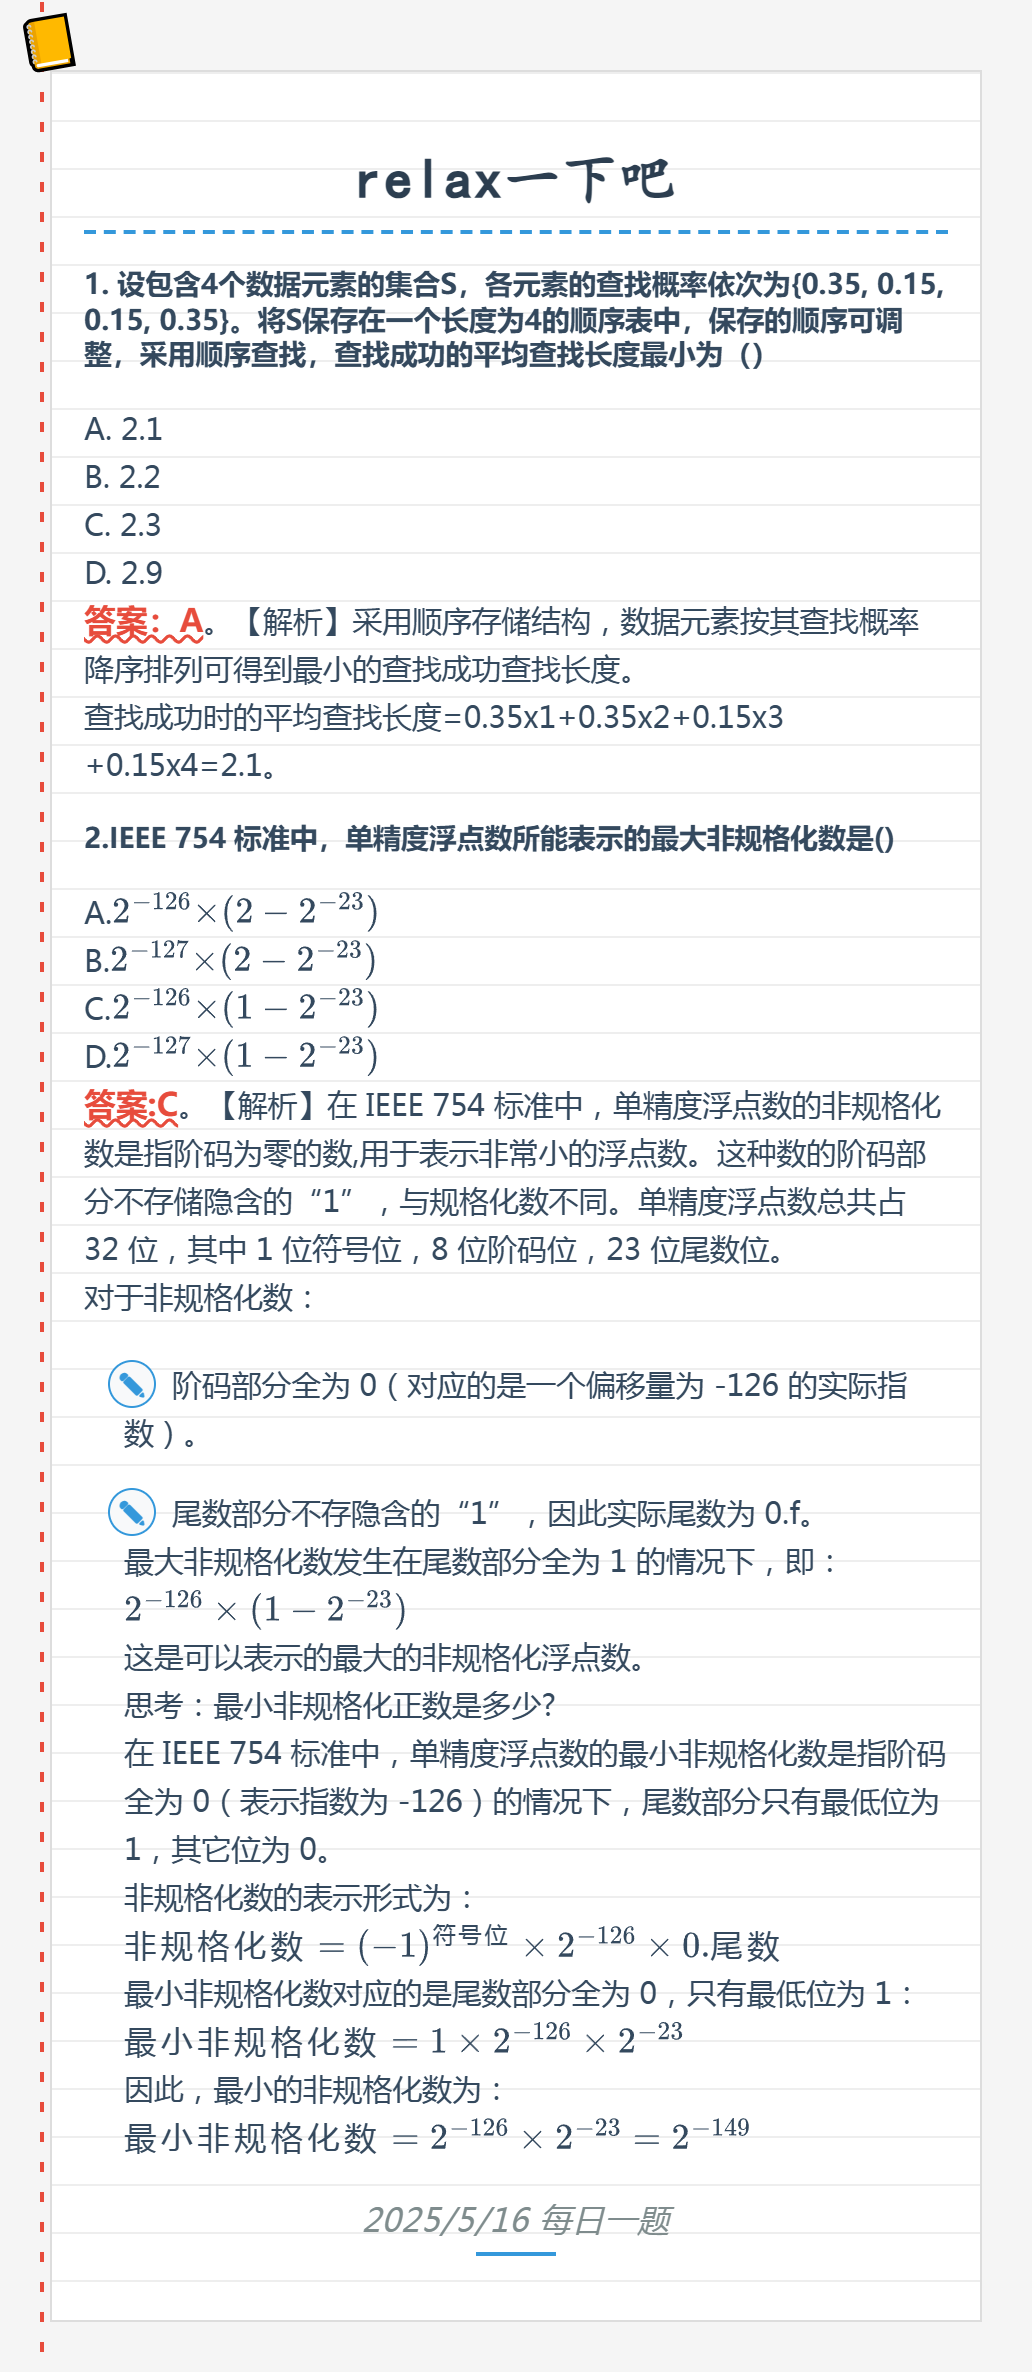 relax一下吧
1. 设包含4个数据元素的集合S，各元素的查找概率依次为{0.35, 0.15,
0.15, 0.35}。将S保存在一个长度为4的顺序表中，保存的顺序可调
整，采用顺序查找，查找成功的平均查找长度最小为（）
A. 2.1
B. 2.2
C. 2.3
D. 2.9
答案：A。【解析】采用顺序存储结构，数据元素按其查找概率
降序排列可得到最小的查找成功查找长度。
查找成功时的平均查找长度=0.35x1+0.35x2+0.15x3
+0.15x4=2.1。
2.IEEE 754 标准中，单精度浮点数所能表示的最大非规格化数是()
A.2^{-126}×(2 − 2^{-23})
B.2^{-127}×(2 − 2^{-23})
C.2^{-126}×(1 − 2^{-23})
D.2^{-127}×(1 − 2^{-23})
答案:C。【解析】在 IEEE 754 标准中，单精度浮点数的非规格化
数是指阶码为零的数,用于表示非常小的浮点数。这种数的阶码部
分不存储隐含的“1”，与规格化数不同。单精度浮点数总共占
32 位，其中 1 位符号位，8 位阶码位，23 位尾数位。
对于非规格化数：
阶码部分全为 0（对应的是一个偏移量为 -126 的实际指
数）。
尾数部分不存隐含的“1”，因此实际尾数为 0.f。
最大非规格化数发生在尾数部分全为 1 的情况下，即：
2^{-126} × (1 − 2^{-23})
这是可以表示的最大的非规格化浮点数。
思考：最小非规格化正数是多少?
在 IEEE 754 标准中，单精度浮点数的最小非规格化数是指阶码
全为 0（表示指数为 -126）的情况下，尾数部分只有最低位为
1，其它位为 0。
非规格化数的表示形式为：
非规格化数 = (−1)^{符号位} × 2^{-126} × 0.尾数
最小非规格化数对应的是尾数部分全为 0，只有最低位为 1：
最小非规格化数 = 1 × 2^{-126} × 2^{-23}
因此，最小的非规格化数为：
最小非规格化数 = 2^{-126} × 2^{-23} = 2^{-149}
2025/5/16 每日一题